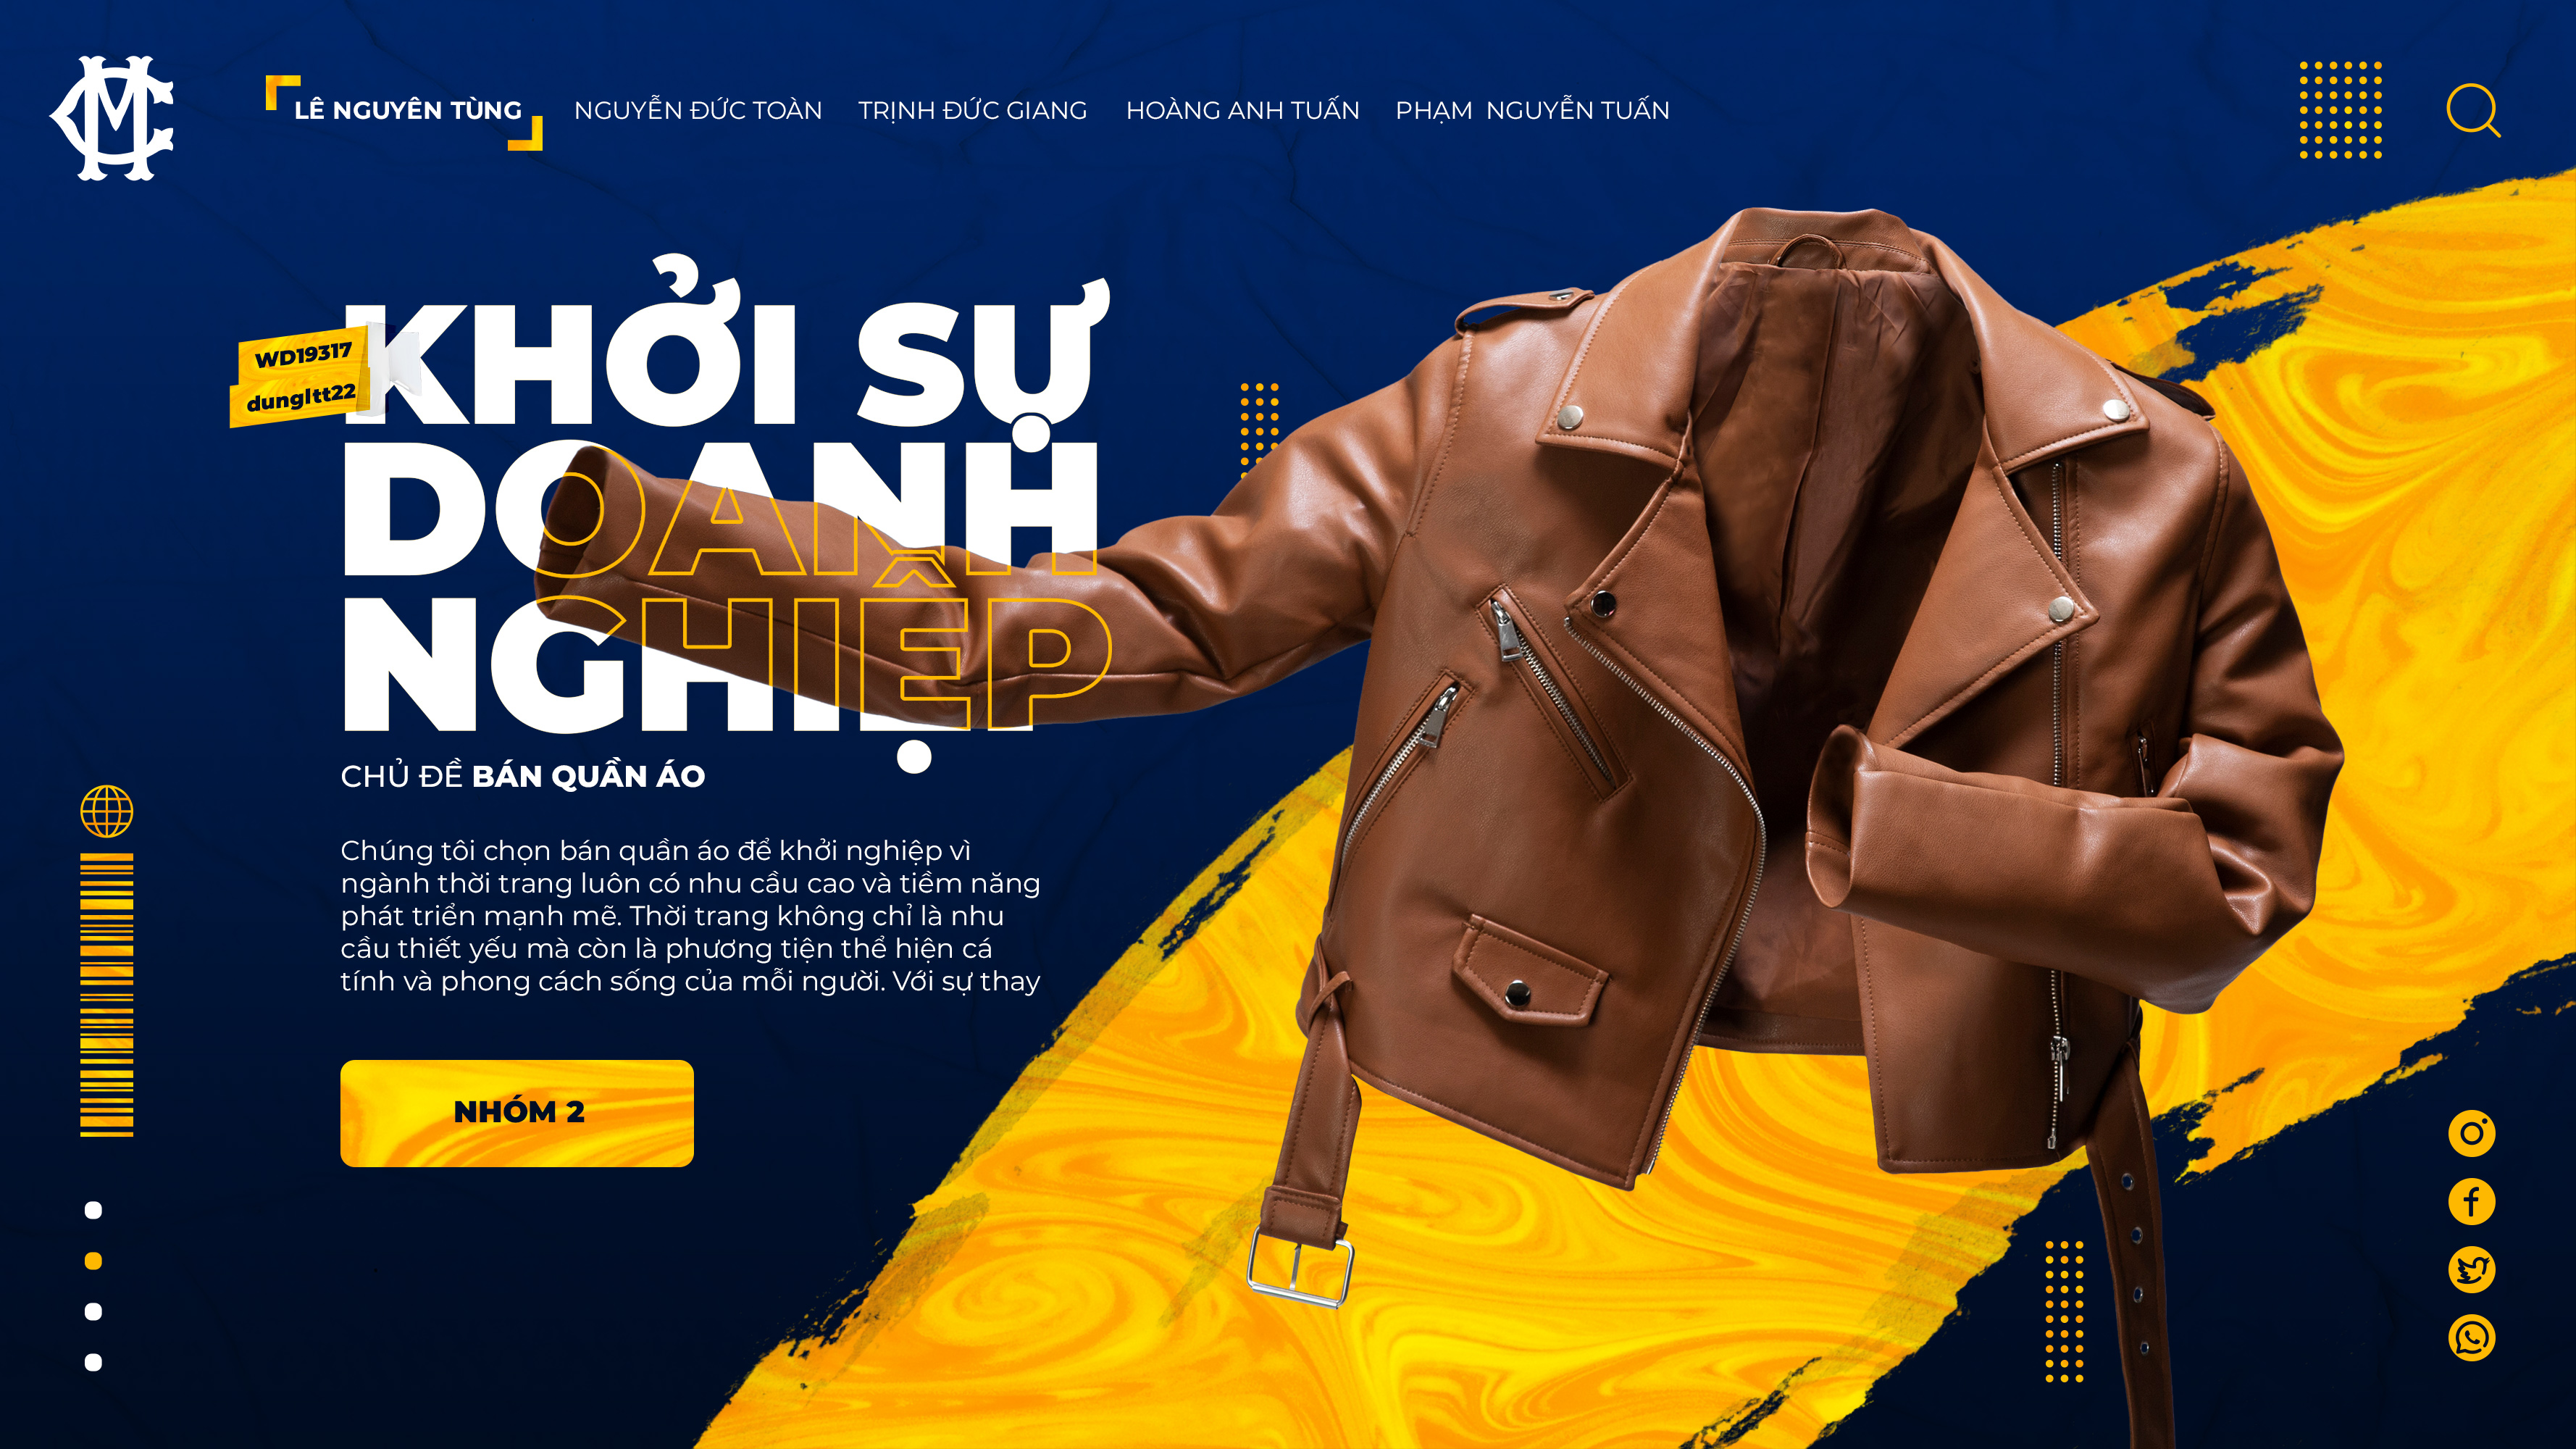 LÊ NGUYÊN TÙNG NGUYỄN ĐỨC TOÀN TRỊNH ĐỨC GIANG HOÀNG ANH TUẤN PHẠM NGUYỄN TUẤN
WD19317
dungltt22
KHỞI SỰ
DOANH
NGHIỆP
CHỦ ĐỀ BÁN QUẦN ÁO
Chúng tôi chọn bán quần áo để khởi nghiệp vì
ngành thời trang luôn có nhu cầu cao và tiềm năng
phát triển mạnh mẽ. Thời trang không chỉ là nhu
cầu thiết yếu mà còn là phương tiện thể hiện cá
tính và phong cách sống của mỗi người. Với sự thay
NHÓM 2